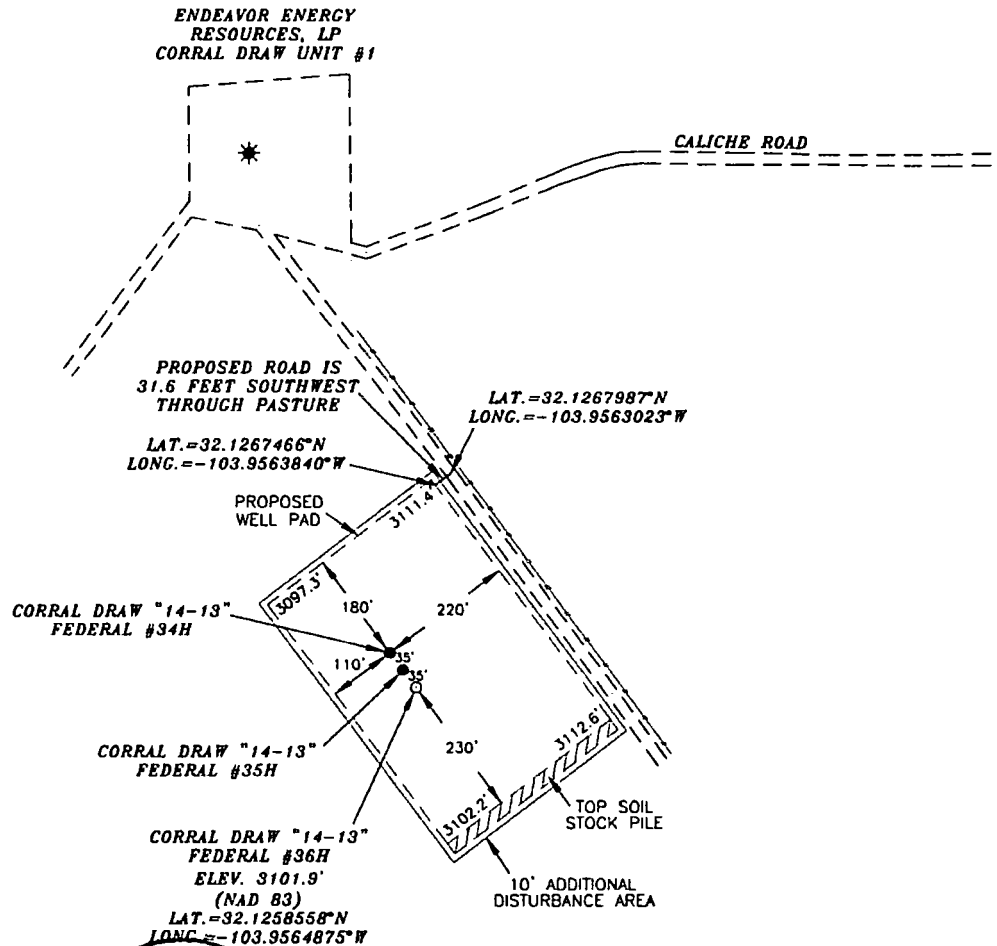 ENDEAVOR ENERGY
RESOURCES, LP
CORRAL DRAW UNIT #1
CALICHE ROAD
PROPOSED ROAD IS
31.6 FEET SOUTHWEST
THROUGH PASTURE
LAT.=32.1267987°N
LONG.=-103.9563023°W
LAT.=32.1267466°N
LONG.=-103.9563840°W
PROPOSED
WELL PAD
3111.4'
3097.3'
180'
220'
CORRAL DRAW "14-13"
FEDERAL #34H
35'
110'
35'
CORRAL DRAW "14-13"
FEDERAL #35H
230'
3112.6'
3102.2'
TOP SOIL
STOCK PILE
CORRAL DRAW "14-13"
FEDERAL #36H
ELEV. 3101.9'
(NAD 83)
LAT.=32.1258558°N
LONG.=-103.9564875°W
10' ADDITIONAL
DISTURBANCE AREA